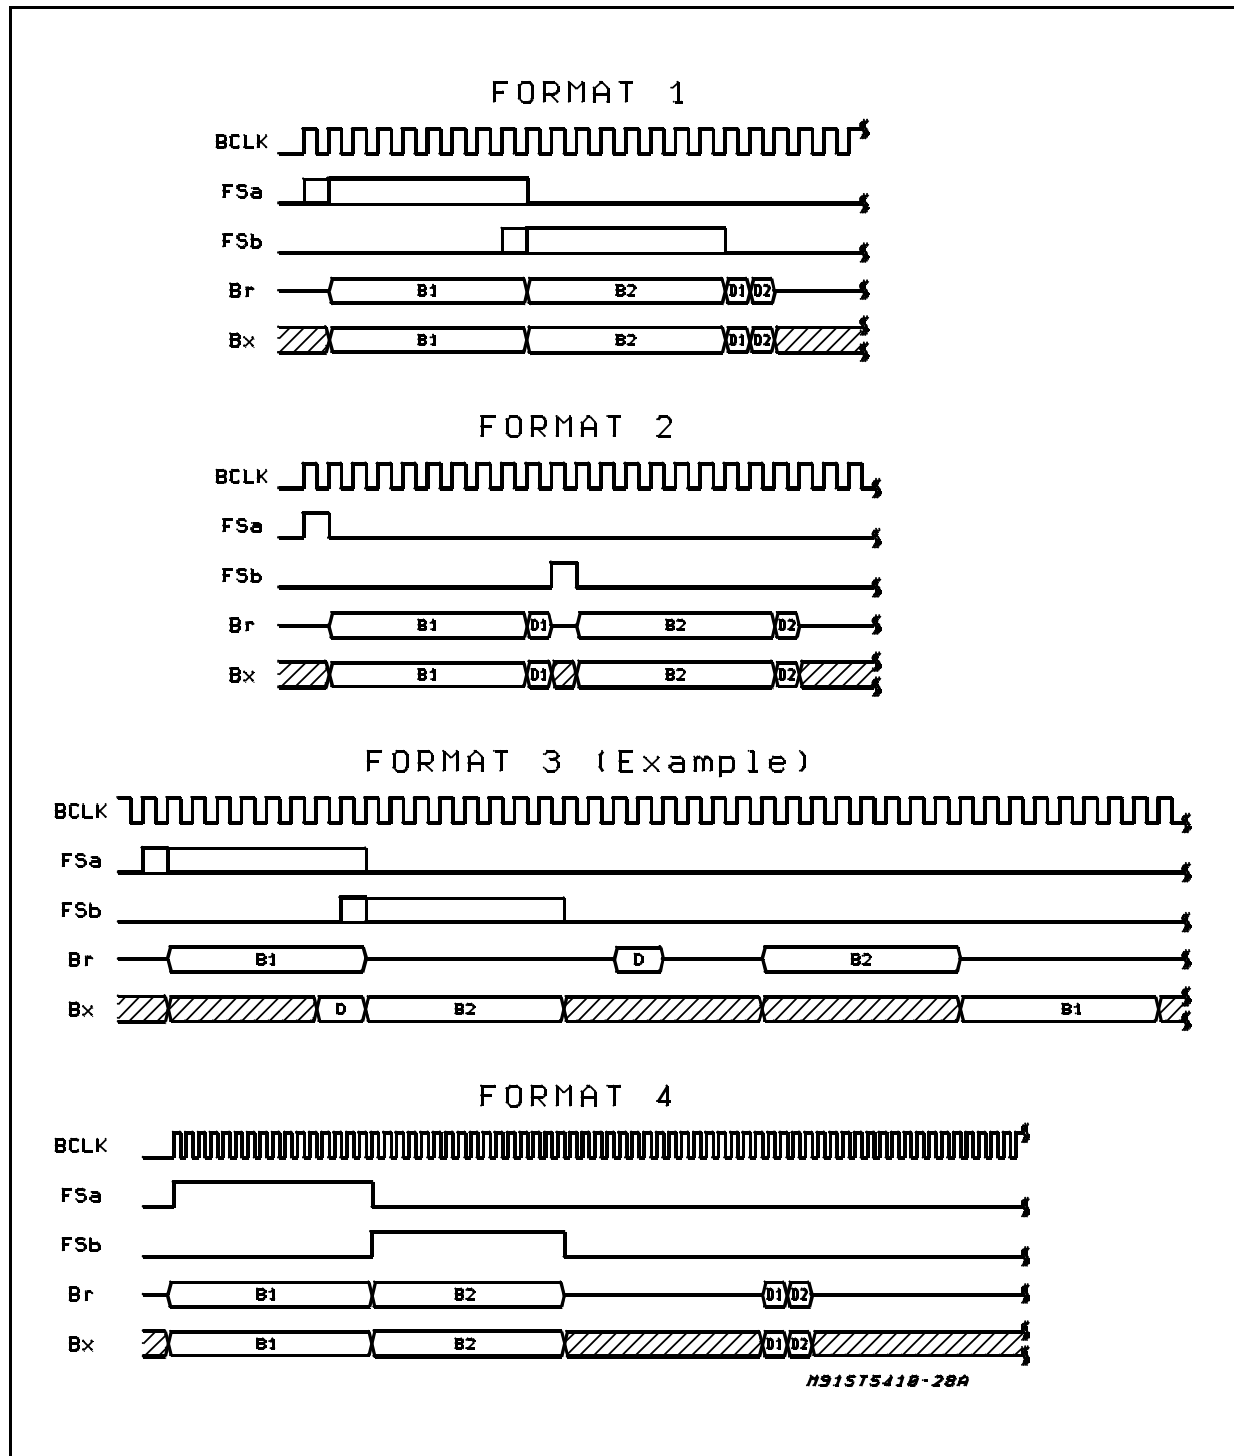 FORMAT 1
BCLK
FSa
FSb
Br B1 B2 D1 D2
Bx B1 B2 D1 D2
FORMAT 2
BCLK
FSa
FSb
Br B1 D1 B2 D2
Bx B1 D1 B2 D2
FORMAT 3 (Example)
BCLK
FSa
FSb
Br B1 D B2
Bx D B2 B1
FORMAT 4
BCLK
FSa
FSb
Br B1 B2 D1 D2
Bx B1 B2 D1 D2
M91ST5410-28A